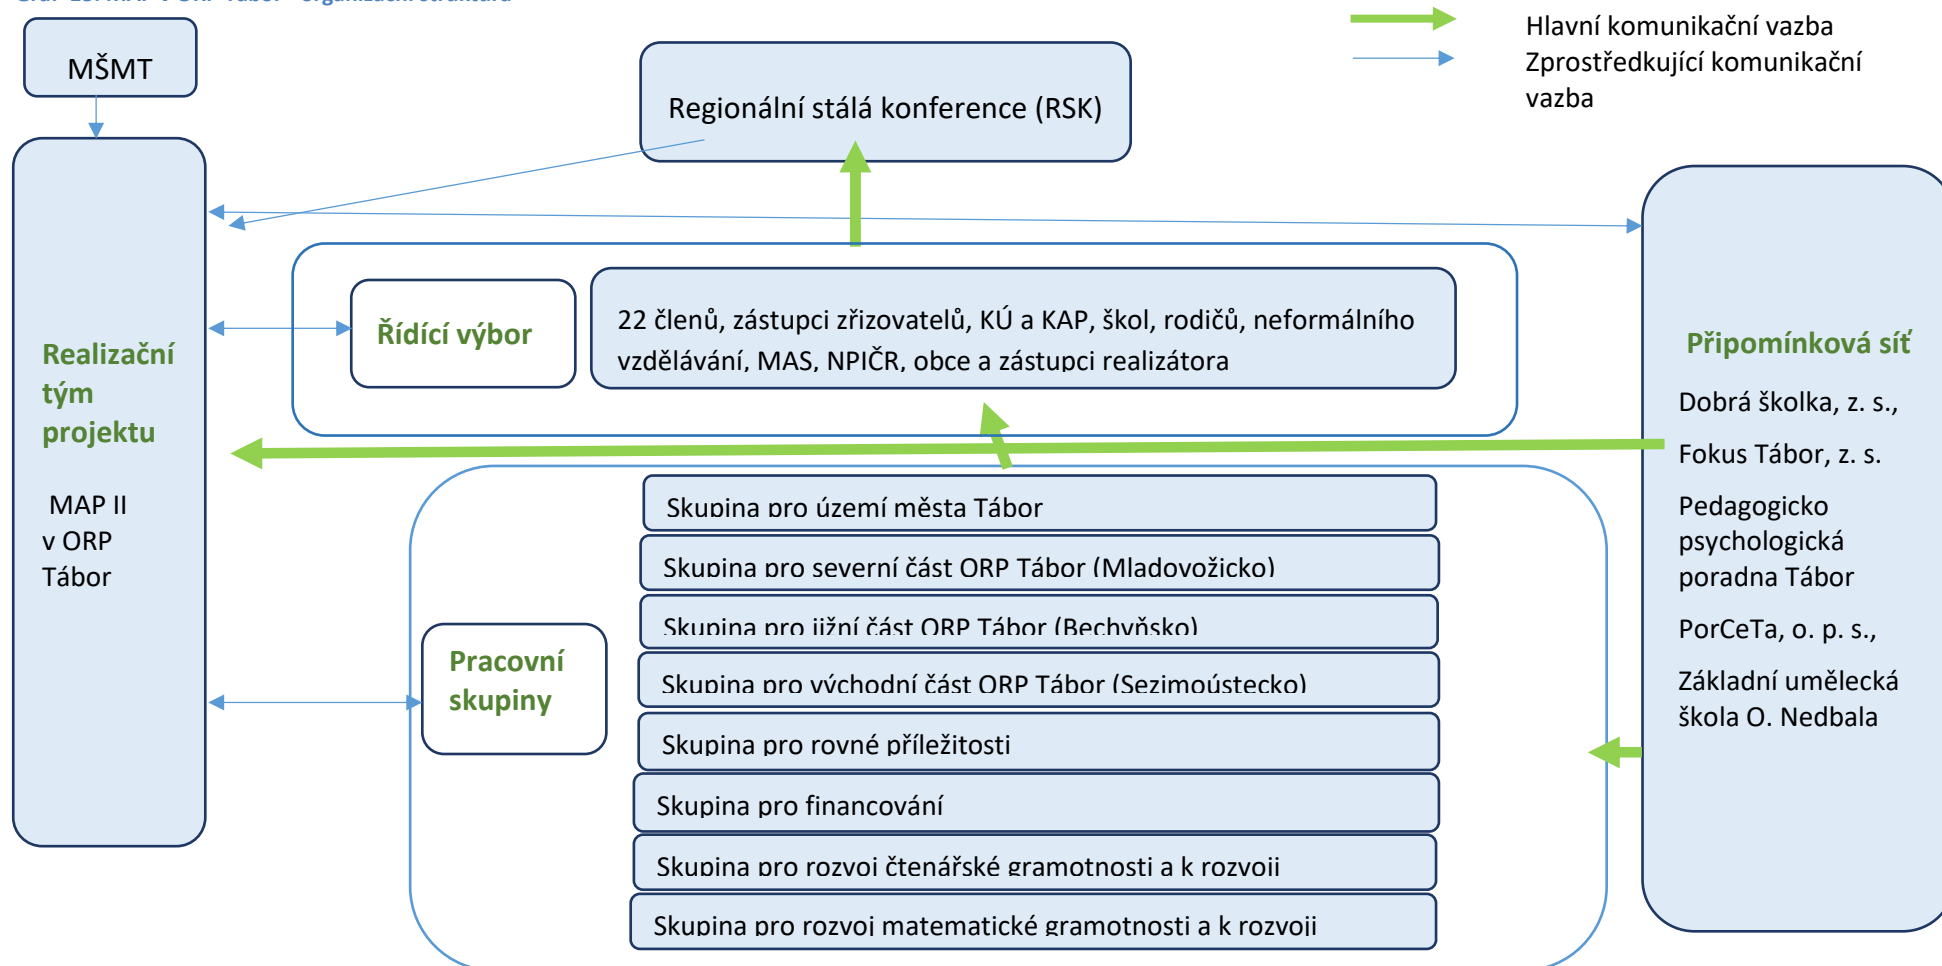 MŠMT
Hlavní komunikační vazba
Zprostředkující komunikační
vazba
Regionální stálá konference (RSK)
Realizační
tým
projektu
MAP II
v ORP
Tábor
Řídící výbor
22 členů, zástupci zřizovatelů, KÚ a KAP, škol, rodičů, neformálního
vzdělávání, MAS, NPIČR, obce a zástupci realizátora
Pracovní
skupiny
Skupina pro území města Tábor
Skupina pro severní část ORP Tábor (Mladovožicko)
Skupina pro jižní část ORP Tábor (Bechyňsko)
Skupina pro východní část ORP Tábor (Sezimoústecko)
Skupina pro rovné příležitosti
Skupina pro financování
Skupina pro rozvoj čtenářské gramotnosti a k rozvoji
Skupina pro rozvoj matematické gramotnosti a k rozvoji
Připomínková síť
Dobrá školka, z. s.,
Fokus Tábor, z. s.
Pedagogicko
psychologická
poradna Tábor
PorCeTa, o. p. s.,
Základní umělecká
škola O. Nedbala